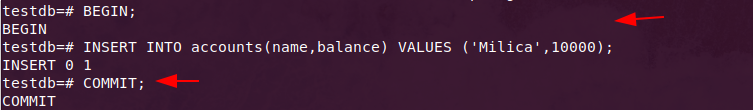 testdb=# BEGIN;
BEGIN
testdb=# INSERT INTO accounts(name,balance) VALUES ('Milica',10000);
INSERT 0 1
testdb=# COMMIT;
COMMIT